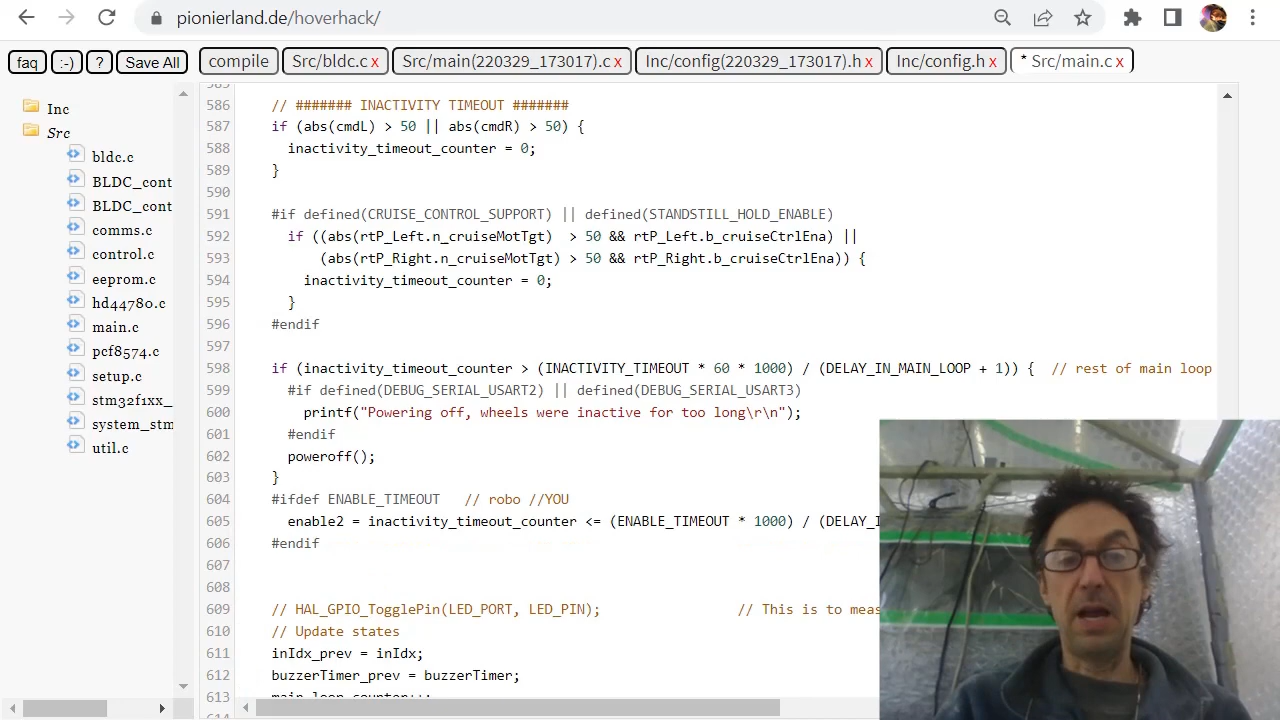 pionierland.de/hoverhack/
faq :-) ? Save All compile Src/bldc.c x Src/main(220329_173017).c x Inc/config(220329_173017).h x Inc/config.h x * Src/main.c x
Inc
Src
bldc.c
BLDC_cont
BLDC_cont
comms.c
control.c
eeprom.c
hd44780.c
main.c
pcf8574.c
setup.c
stm32f1xx_
system_stm
util.c
585
586 // ####### INACTIVITY TIMEOUT #######
587 if (abs(cmdL) > 50 || abs(cmdR) > 50) {
588 inactivity_timeout_counter = 0;
589 }
590
591 #if defined(CRUISE_CONTROL_SUPPORT) || defined(STANDSTILL_HOLD_ENABLE)
592 if ((abs(rtP_Left.n_cruiseMotTgt)  > 50 && rtP_Left.b_cruiseCtrlEna) ||
593 (abs(rtP_Right.n_cruiseMotTgt) > 50 && rtP_Right.b_cruiseCtrlEna)) {
594 inactivity_timeout_counter = 0;
595 }
596 #endif
597
598 if (inactivity_timeout_counter > (INACTIVITY_TIMEOUT * 60 * 1000) / (DELAY_IN_MAIN_LOOP + 1)) {  // rest of main loop
599 #if defined(DEBUG_SERIAL_USART2) || defined(DEBUG_SERIAL_USART3)
600 printf("Powering off, wheels were inactive for too long\r\n");
601 #endif
602 poweroff();
603 }
604 #ifdef ENABLE_TIMEOUT   // robo //YOU
605 enable2 = inactivity_timeout_counter <= (ENABLE_TIMEOUT * 1000) / (DELAY_I
606 #endif
607
608
609 // HAL_GPIO_TogglePin(LED_PORT, LED_PIN); // This is to meas
610 // Update states
611 inIdx_prev = inIdx;
612 buzzerTimer_prev = buzzerTimer;
613 main_loop_counter++;
614